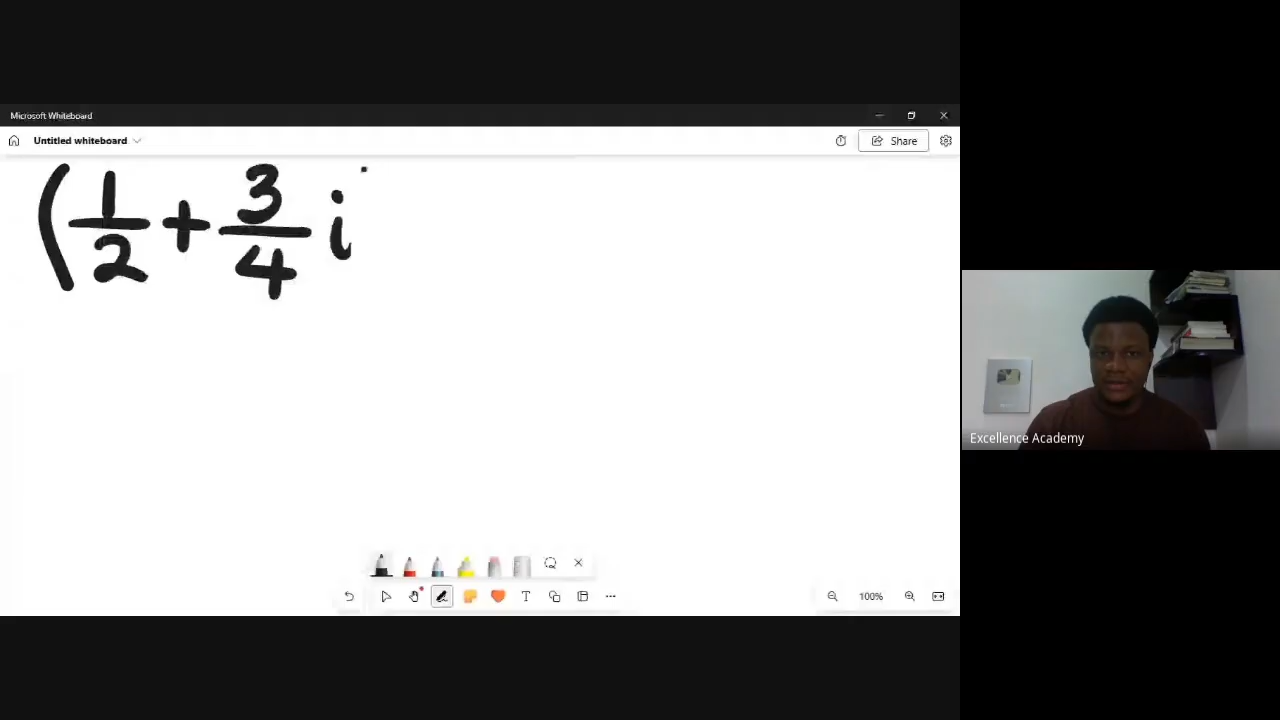 Microsoft Whiteboard
Untitled whiteboard
Share
(1/2 + 3/4 i
Excellence Academy
T
100%